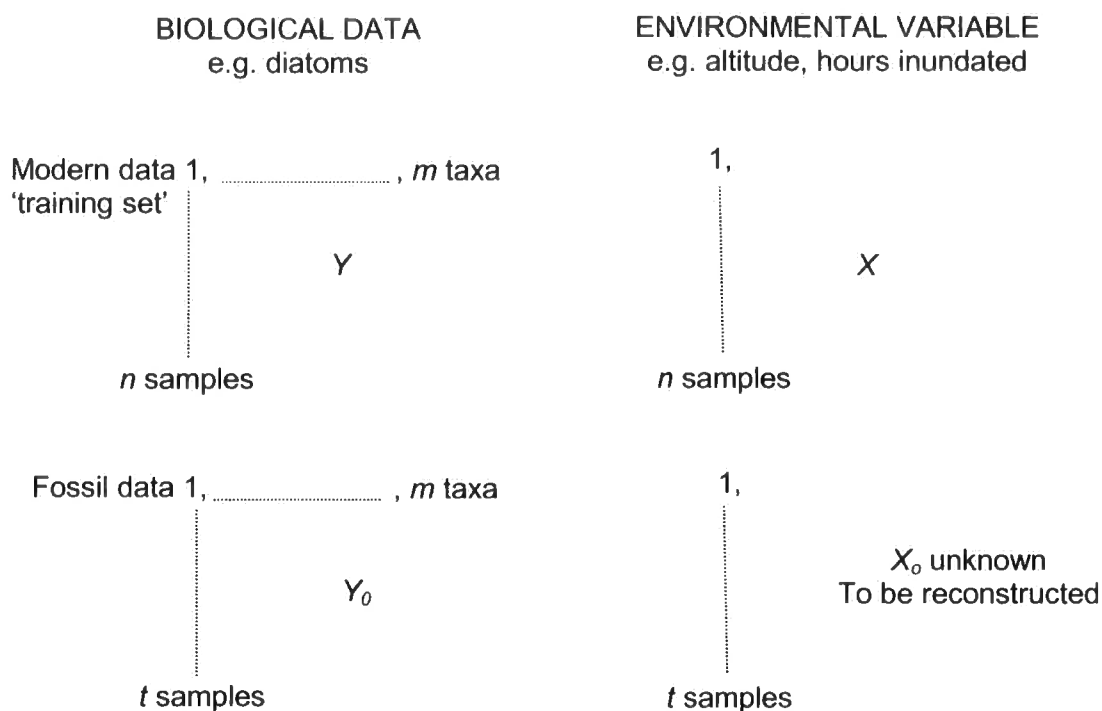 BIOLOGICAL DATA
e.g. diatoms
ENVIRONMENTAL VARIABLE
e.g. altitude, hours inundated
Modern data 1, .................... , m taxa
‘training set’
Y
n samples
1,
X
n samples
Fossil data 1, .................... , m taxa
Y0
t samples
1,
Xo unknown
To be reconstructed
t samples